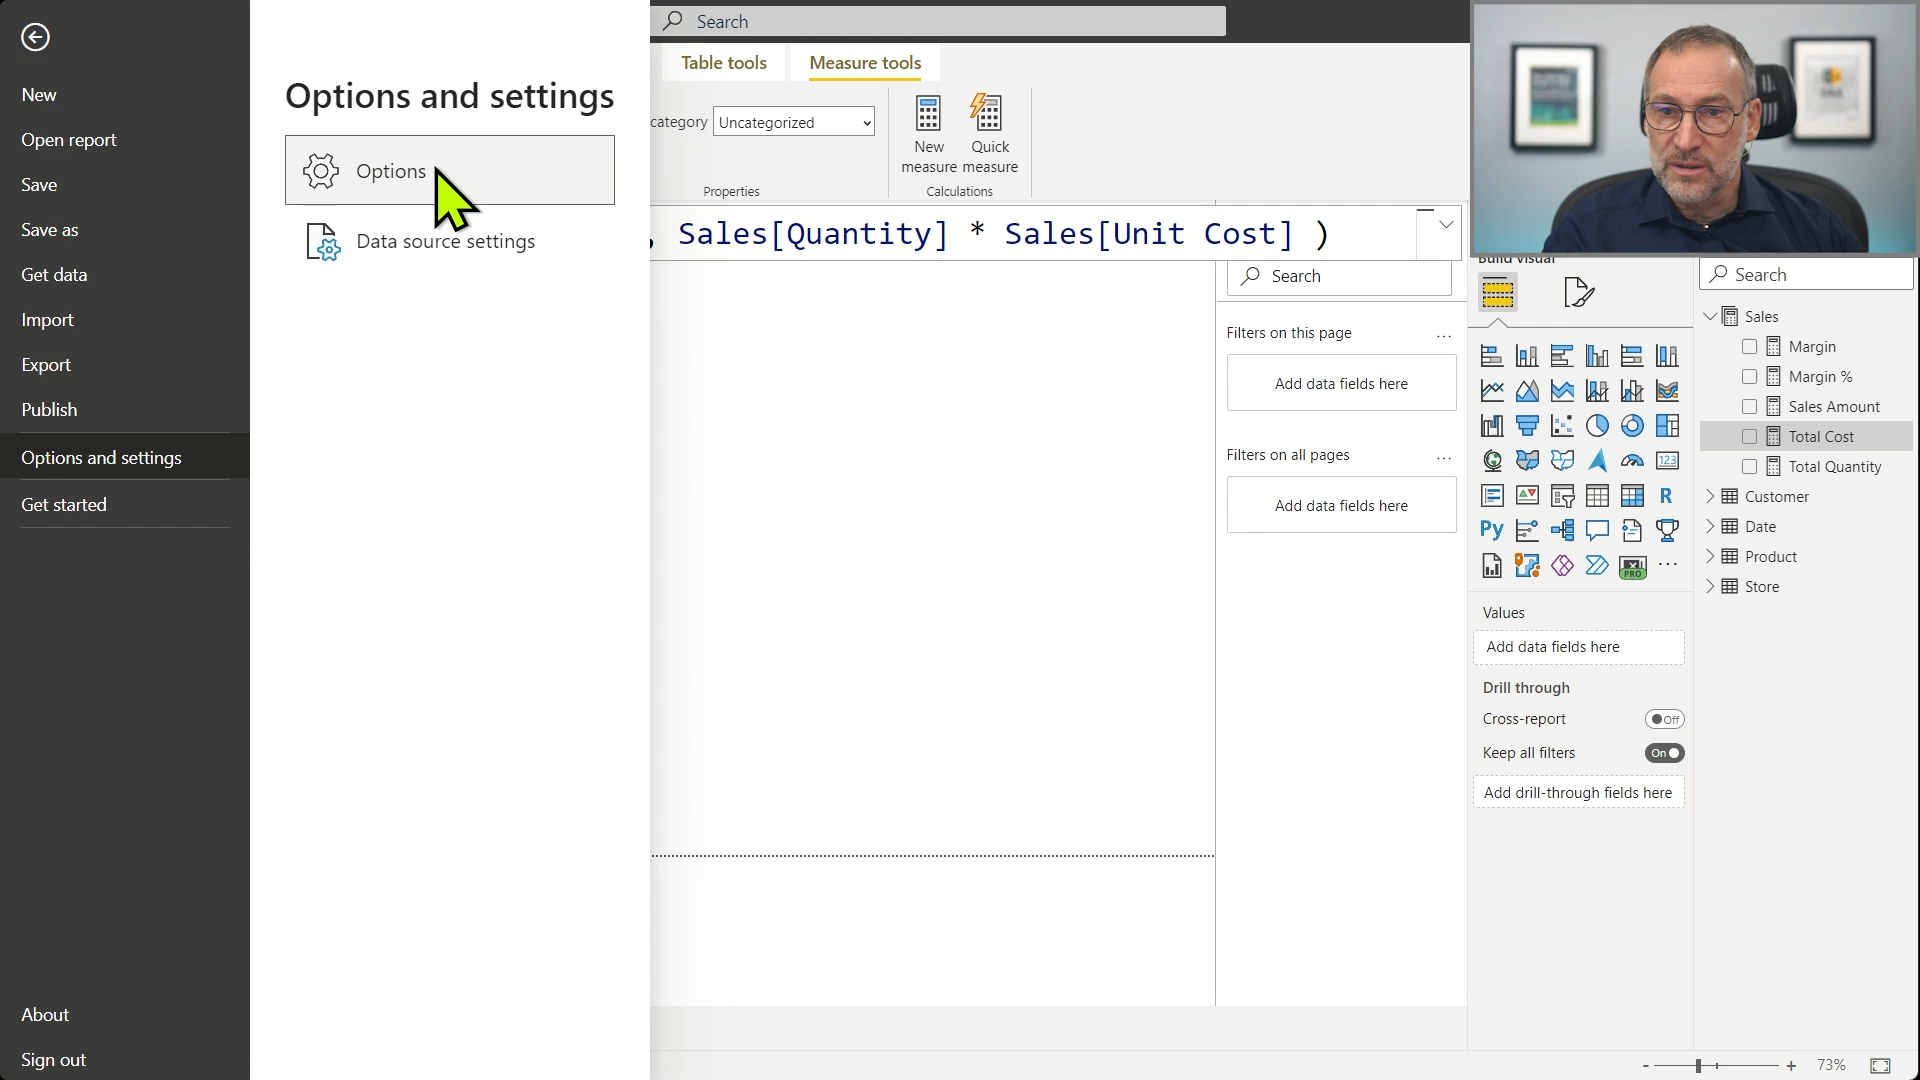 New
Open report
Save
Save as
Get data
Import
Export
Publish
Options and settings
Get started
About
Sign out
Options and settings
Options
Data source settings
Search
Table tools
Measure tools
category Uncategorized
Properties
New measure
Quick measure
Calculations
, Sales[Quantity] * Sales[Unit Cost] )
Search
Filters on this page ...
Add data fields here
Filters on all pages ...
Add data fields here
Build visual
123
R
Py
PRO
...
Values
Add data fields here
Drill through
Cross-report Off
Keep all filters On
Add drill-through fields here
Search
Sales
Margin
Margin %
Sales Amount
Total Cost
Total Quantity
Customer
Date
Product
Store
- + 73%